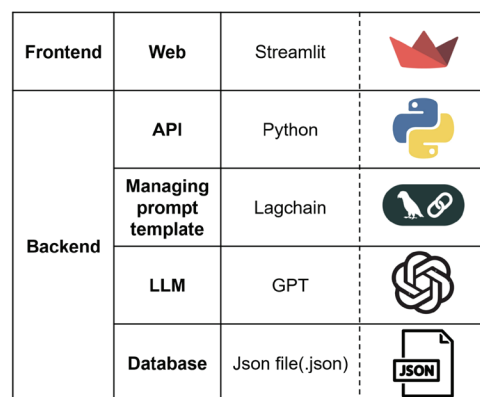 Frontend
Web
Streamlit
Backend
API
Python
Managing
prompt
template
Lagchain
LLM
GPT
Database
Json file(.json)
JSON